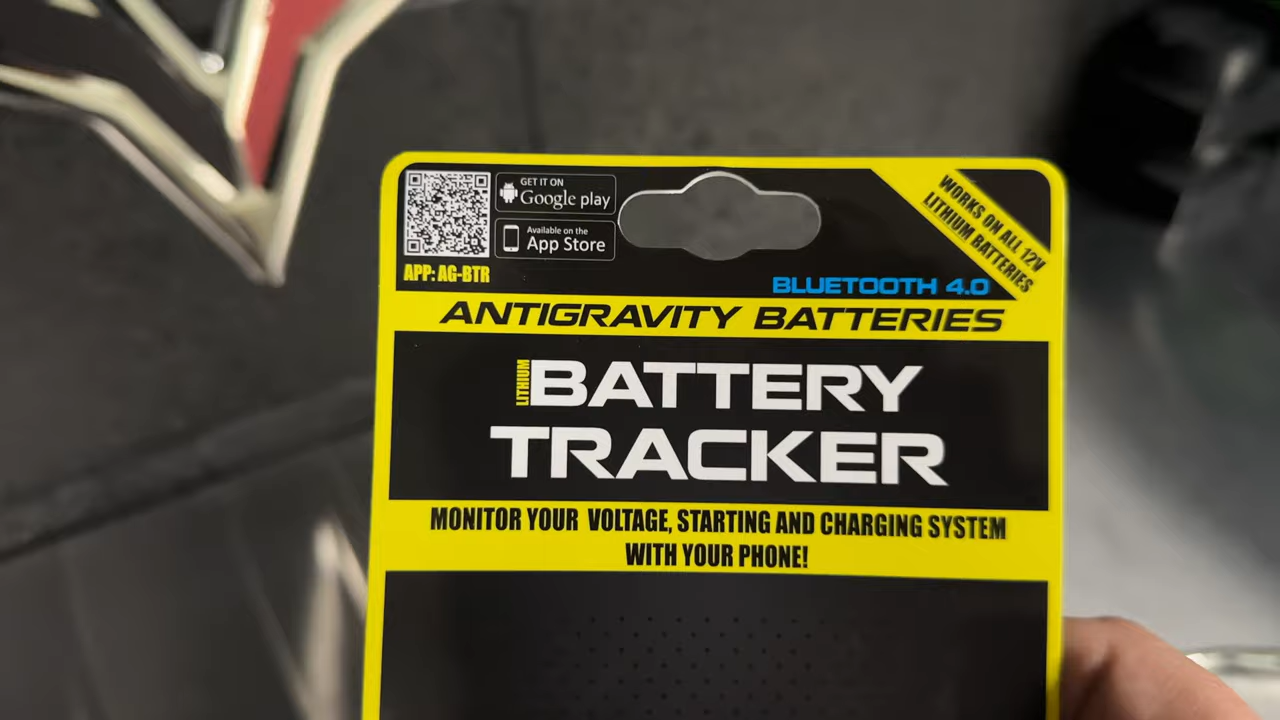 GET IT ON
Google play
Available on the
App Store
APP: AG-BTR
WORKS ON ALL 12V
LITHIUM BATTERIES
BLUETOOTH 4.0
ANTIGRAVITY BATTERIES
LITHIUM
BATTERY
TRACKER
MONITOR YOUR VOLTAGE, STARTING AND CHARGING SYSTEM
WITH YOUR PHONE!